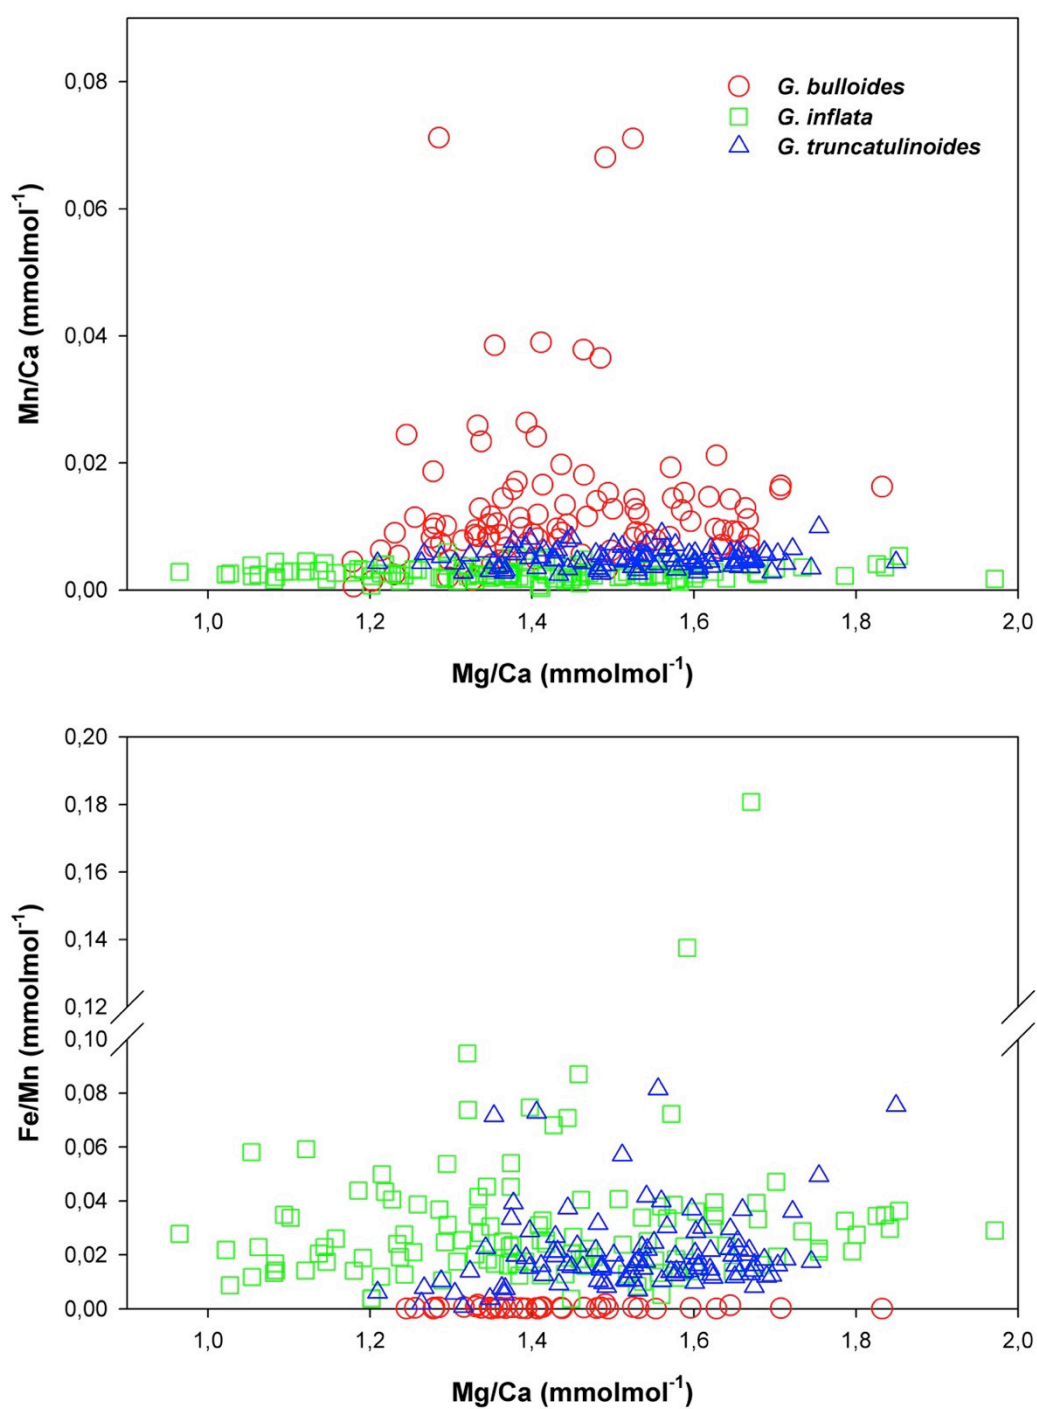 0,08
0,06
0,04
0,02
0,00
Mn/Ca (mmolmol⁻¹)
G. bulloides
G. inflata
G. truncatulinoides
1,0 1,2 1,4 1,6 1,8 2,0
Mg/Ca (mmolmol⁻¹)
0,20
0,18
0,16
0,14
0,12
0,10
0,08
0,06
0,04
0,02
0,00
Fe/Mn (mmolmol⁻¹)
1,0 1,2 1,4 1,6 1,8 2,0
Mg/Ca (mmolmol⁻¹)